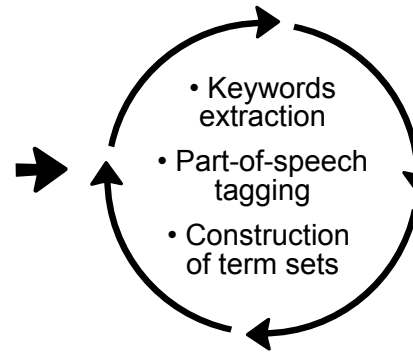 • Keywords
extraction
• Part-of-speech
tagging
• Construction
of term sets